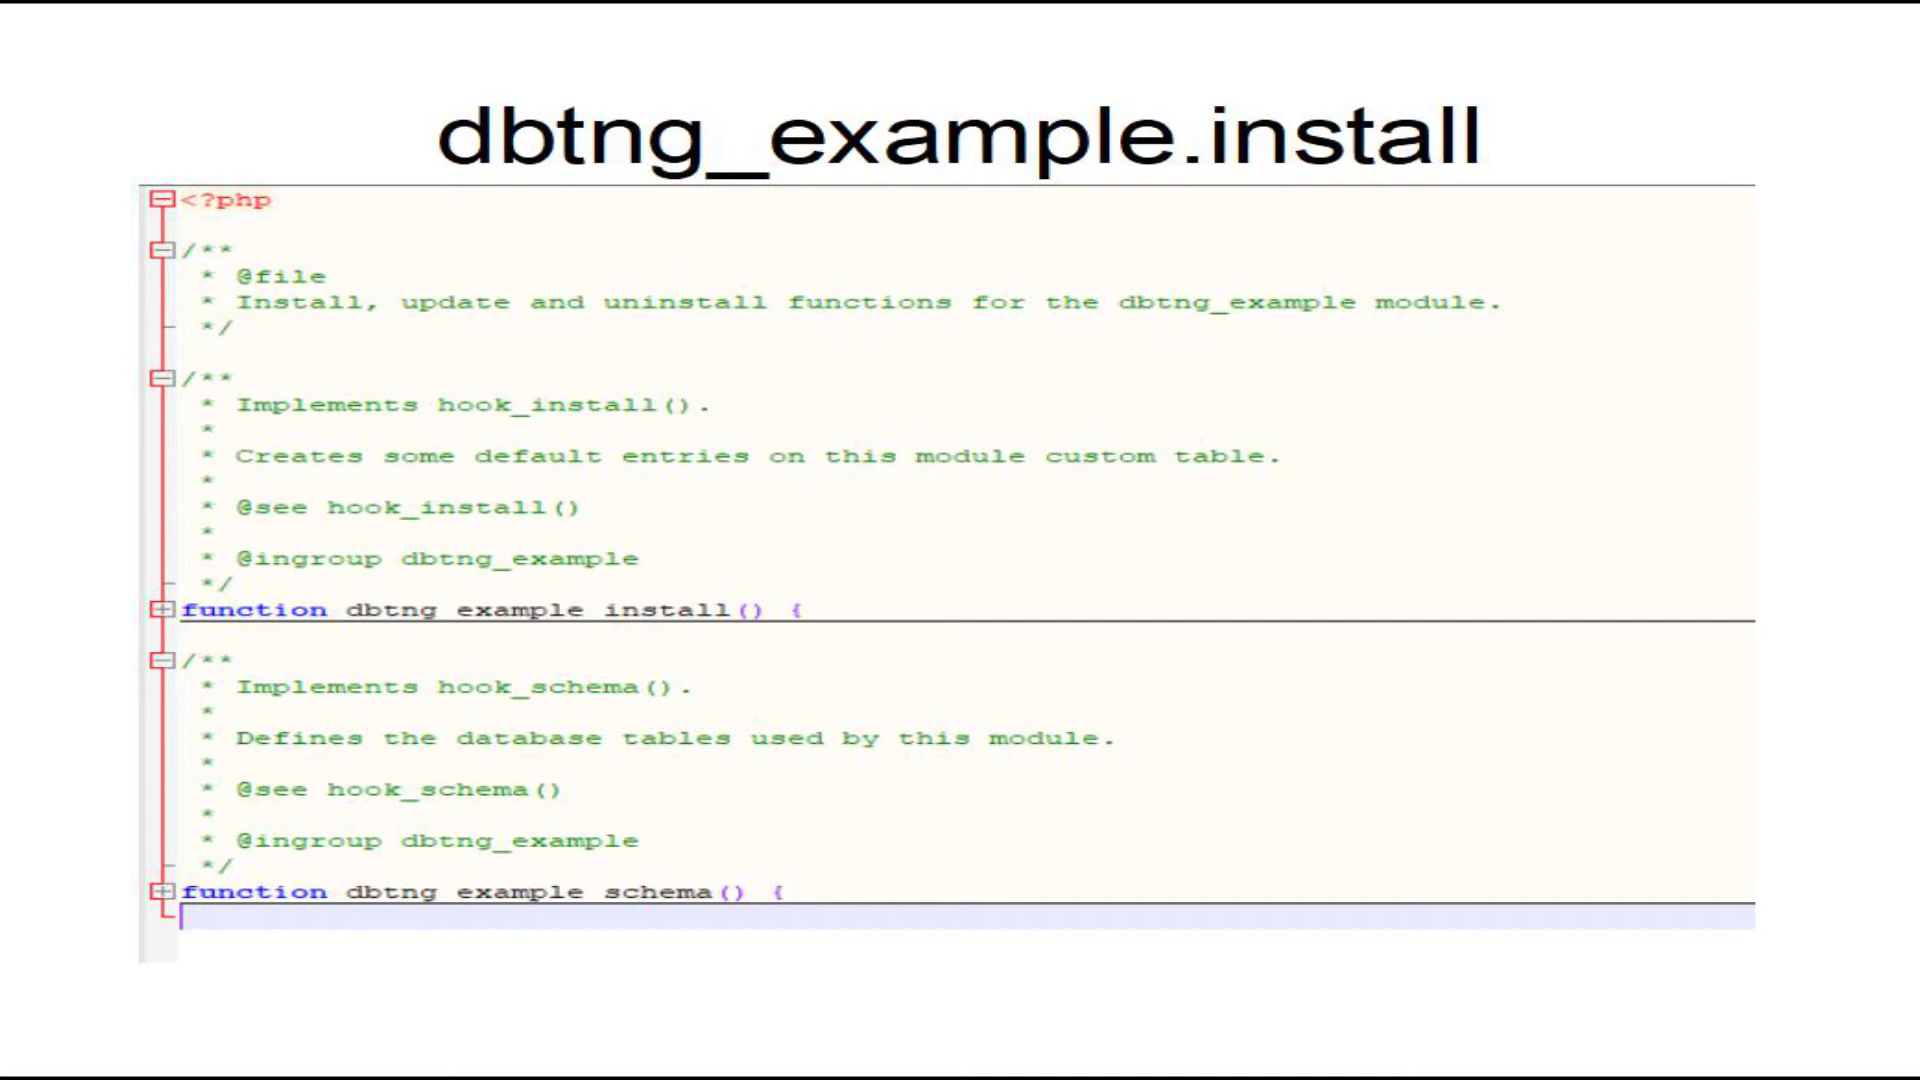 dbtng_example.install
<?php
/**
 * @file
 * Install, update and uninstall functions for the dbtng_example module.
 */
/**
 * Implements hook_install().
 *
 * Creates some default entries on this module custom table.
 *
 * @see hook_install()
 *
 * @ingroup dbtng_example
 */
function dbtng_example_install() {
/**
 * Implements hook_schema().
 *
 * Defines the database tables used by this module.
 *
 * @see hook_schema()
 *
 * @ingroup dbtng_example
 */
function dbtng_example_schema() {